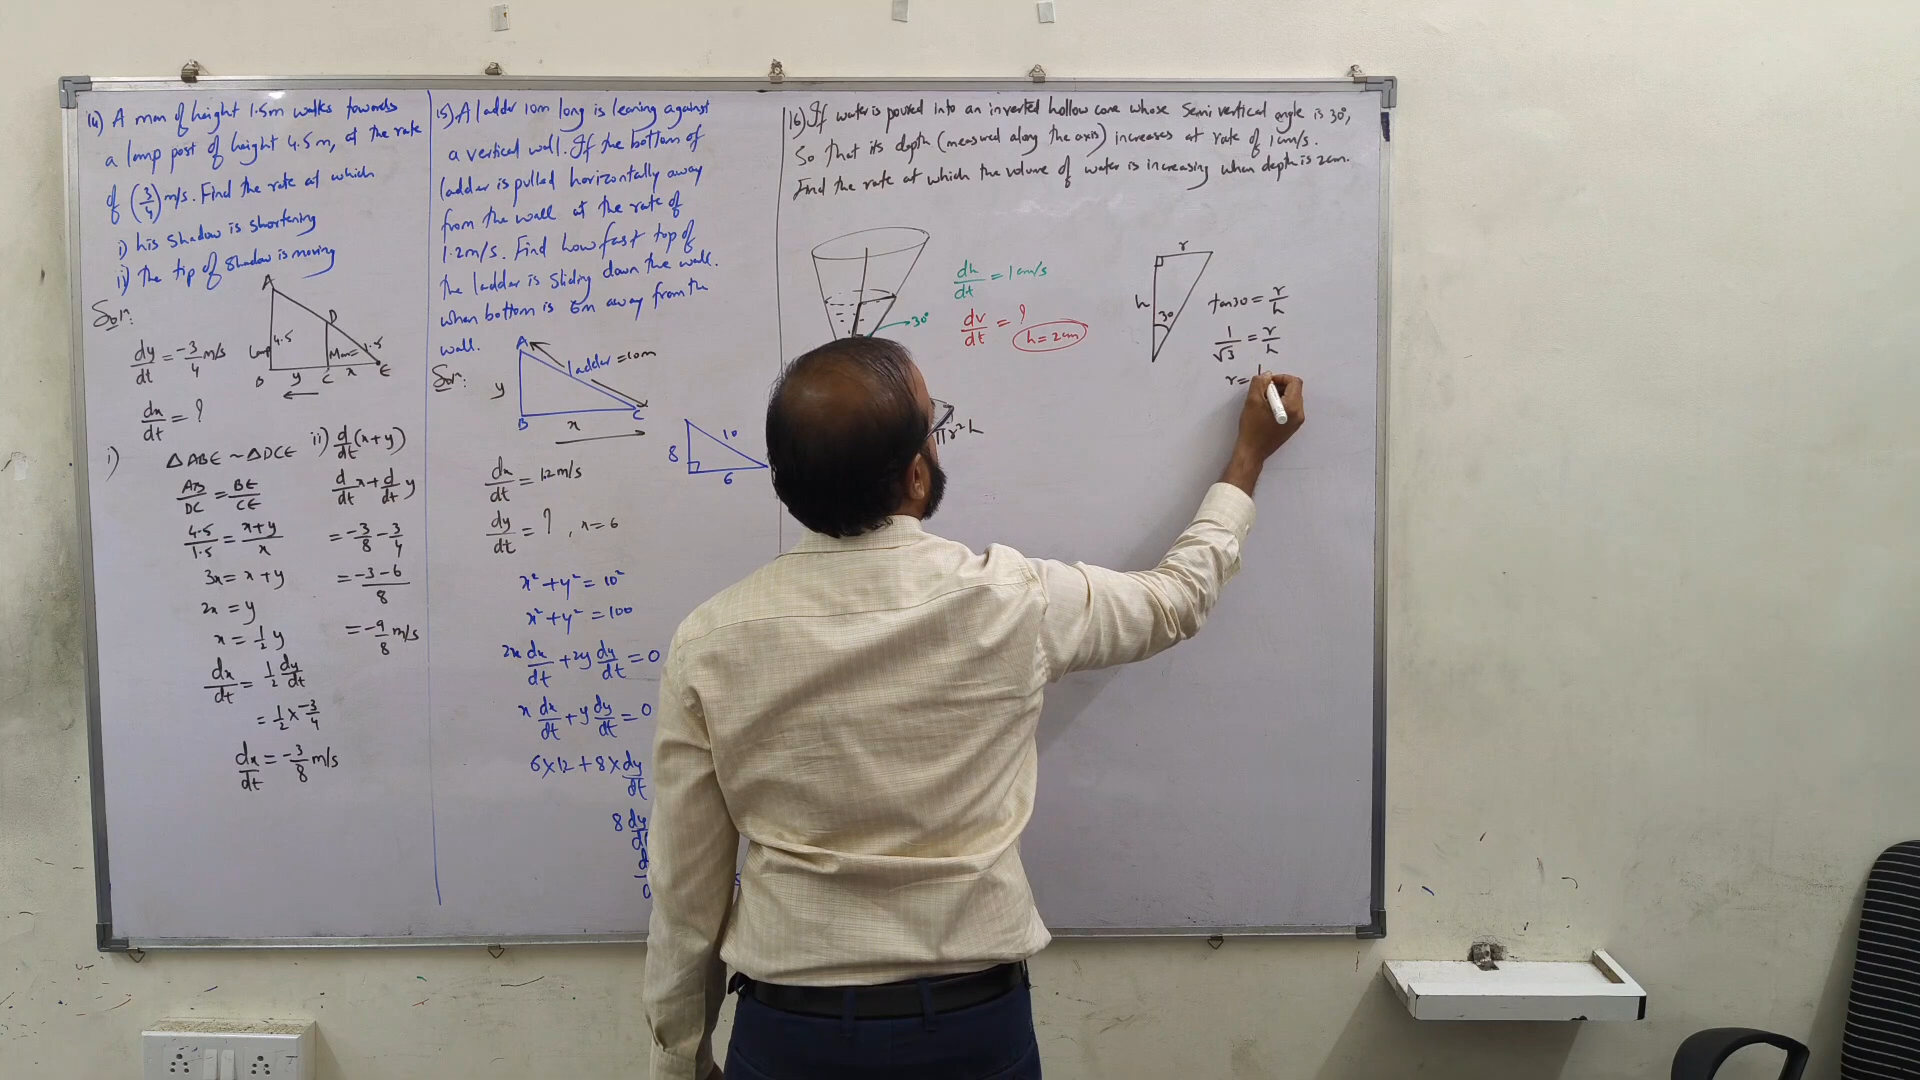 14) A man of height 1.5m walks towards
a lamp post of height 4.5 m, at the rate
of (3/4) m/s. Find the rate at which
i) his shadow is shortening
ii) the tip of shadow is moving
Son:
A
D
4.5
Lamp
Man = 1.5
B y C x E
dy/dt = -3/4 m/s
dx/dt = ?
i) △ABE ~ △DCE
AB/DC = BE/CE
4.5/1.5 = x+y/x
3x = x + y
2x = y
x = 1/2 y
dx/dt = 1/2 dy/dt
= 1/2 x -3/4
dx/dt = -3/8 m/s
ii) d/dt (x+y)
d/dt x + d/dt y
= -3/8 - 3/4
= -3-6/8
= -9/8 m/s
15) A ladder 10m long is leaning against
a vertical wall. If the bottom of
ladder is pulled horizontally away
from the wall at the rate of
1.2m/s. Find how fast top of
the ladder is sliding down the wall.
when bottom is 6m away from the
wall.
Son:
A
ladder = 10m
y
B x C
8 10
6
dx/dt = 1.2 m/s
dy/dt = ? , x = 6
x² + y² = 10²
x² + y² = 100
2x dx/dt + 2y dy/dt = 0
x dx/dt + y dy/dt = 0
6 x 1.2 + 8 x dy/dt
8 dy/dt
16) If water is poured into an inverted hollow cone whose semi vertical angle is 30°,
So that its depth (measured along the axis) increases at rate of 1 cm/s.
Find the rate at which the volume of water is increasing when depth is 2cm.
30°
dh/dt = 1 cm/s
dv/dt = ?
h = 2cm
πr²h
r
h
30
tan30 = r/h
1/√3 = r/h
r =